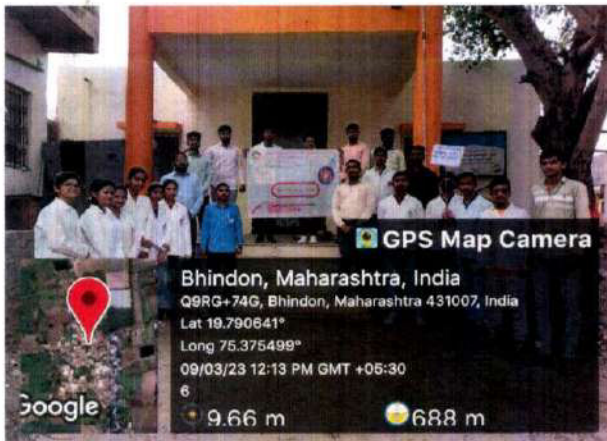 GPS Map Camera
Bhindon, Maharashtra, India
Q9RG+74G, Bhindon, Maharashtra 431007, India
Lat 19.790641°
Long 75.375499°
09/03/23 12:13 PM GMT +05:30
6
9.66 m
688 m
Google